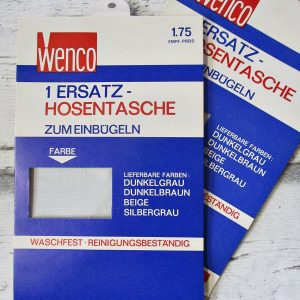 Wenco
1.75
EMPF. PREIS
1 ERSATZ-
HOSENTASCHE
ZUM EINBÜGELN
FARBE
LIEFERBARE FARBEN:
DUNKELGRAU
DUNKELBRAUN
BEIGE
SILBERGRAU
WASCHFEST · REINIGUNGSBESTÄNDIG
Wenco
ERSATZ-
HOSENTASCHE
EINBÜGELN
LIEFERBARE FARBEN:
DUNKELGRAU
DUNKELBRAUN
BEIGE
SILBERGRAU